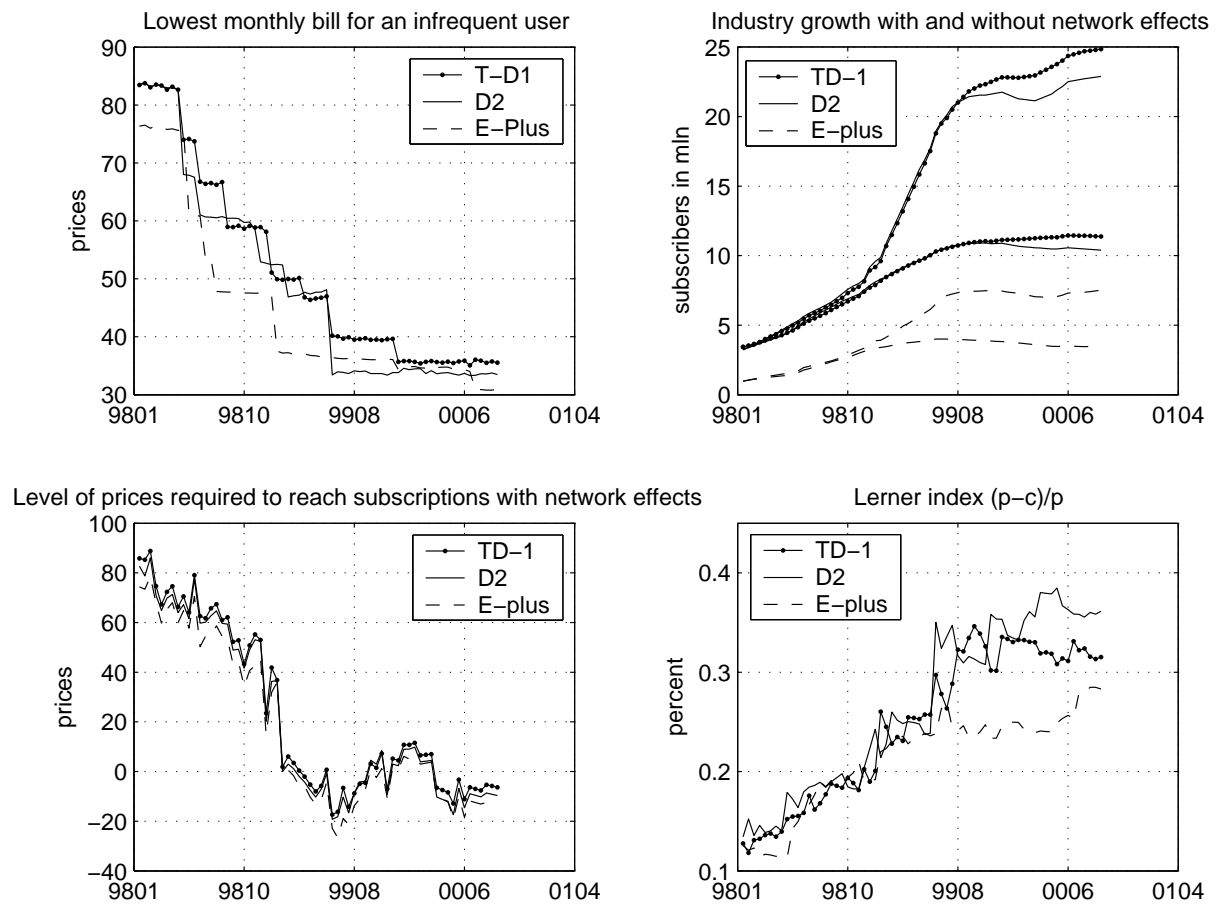 Lowest monthly bill for an infrequent user
90
80
70
60
50
40
30
prices
T-D1
D2
E-Plus
9801
9810
9908
0006
0104
Industry growth with and without network effects
25
20
15
10
5
0
subscribers in mln
TD-1
D2
E-plus
9801
9810
9908
0006
0104
Level of prices required to reach subscriptions with network effects
100
80
60
40
20
0
-20
-40
prices
TD-1
D2
E-plus
9801
9810
9908
0006
0104
Lerner index (p-c)/p
0.4
0.3
0.2
0.1
percent
TD-1
D2
E-plus
9801
9810
9908
0006
0104